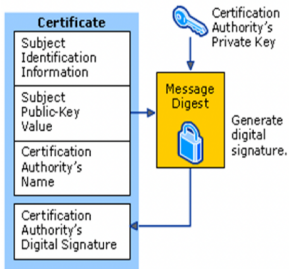 Certificate
Subject
Identification
Information
Subject
Public-Key
Value
Certification
Authority's
Name
Certification
Authority's
Digital Signature
Certification
Authority's
Private Key
Message
Digest
Generate
digital
signature.